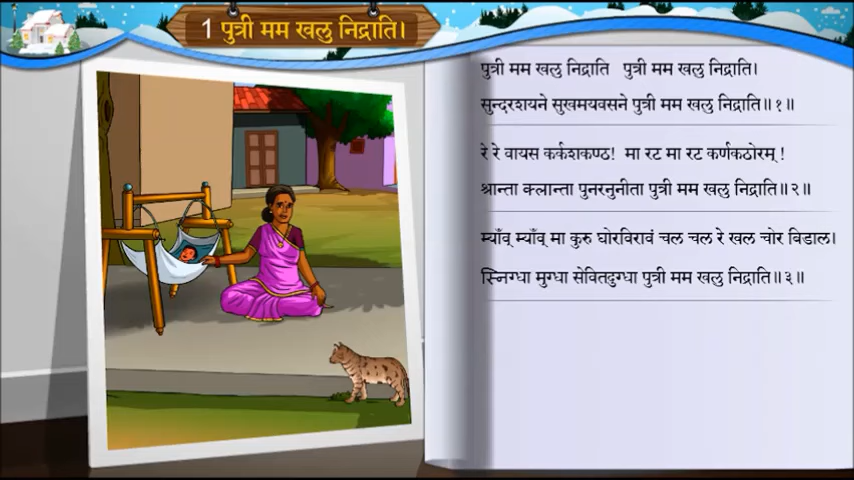 1 पुत्री मम खलु निद्राति।
पुत्री मम खलु निद्राति   पुत्री मम खलु निद्राति।
सुन्दरशयने सुखमयवसने पुत्री मम खलु निद्राति॥१॥
रे रे वायस कर्कशकण्ठ!  मा रट मा रट कर्णकठोरम् !
श्रान्ता क्लान्ता पुनरनुनीता पुत्री मम खलु निद्राति॥२॥
म्याँव् म्याँव् मा कुरु घोरविरावं चल चल रे खल चोर बिडाल।
स्निग्धा मुग्धा सेवितदुग्धा पुत्री मम खलु निद्राति॥३॥